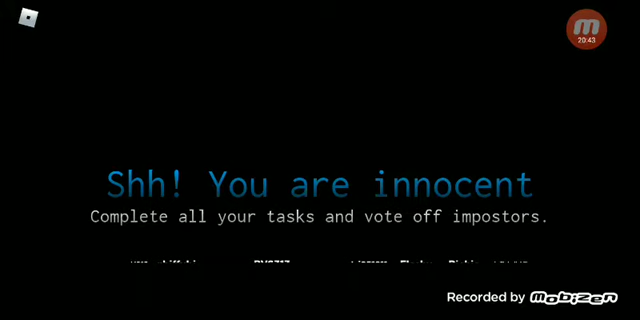 20:43
Shh! You are innocent
Complete all your tasks and vote off impostors.
Recorded by mobizen